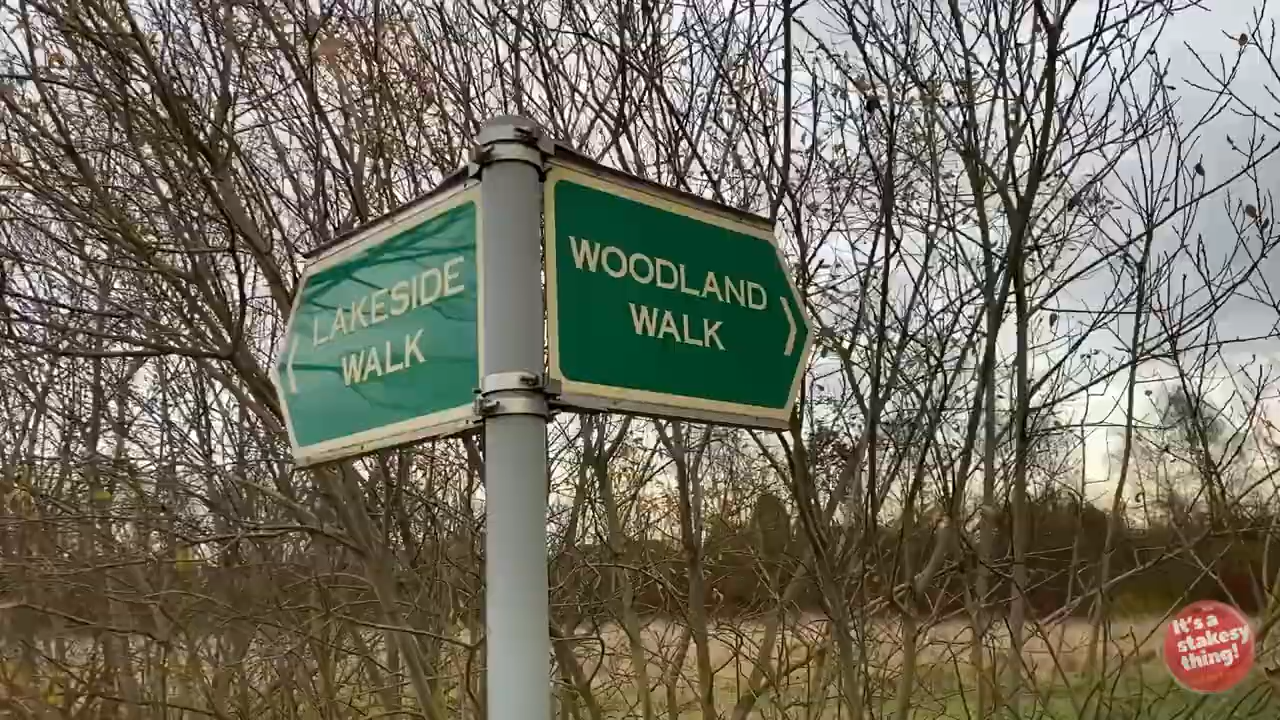 LAKESIDE
WALK
WOODLAND
WALK
It's a
stakesy
thing!